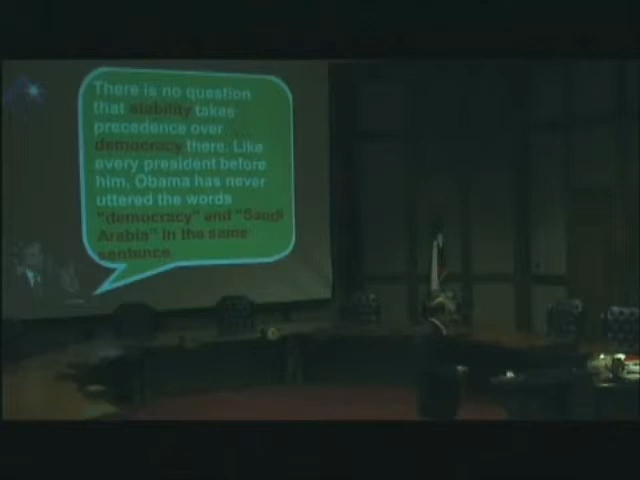 There is no question
that stability takes
precedence over
democracy there. Like
every president before
him, Obama has never
uttered the words
"democracy" and "Saudi
Arabia" in the same
sentence